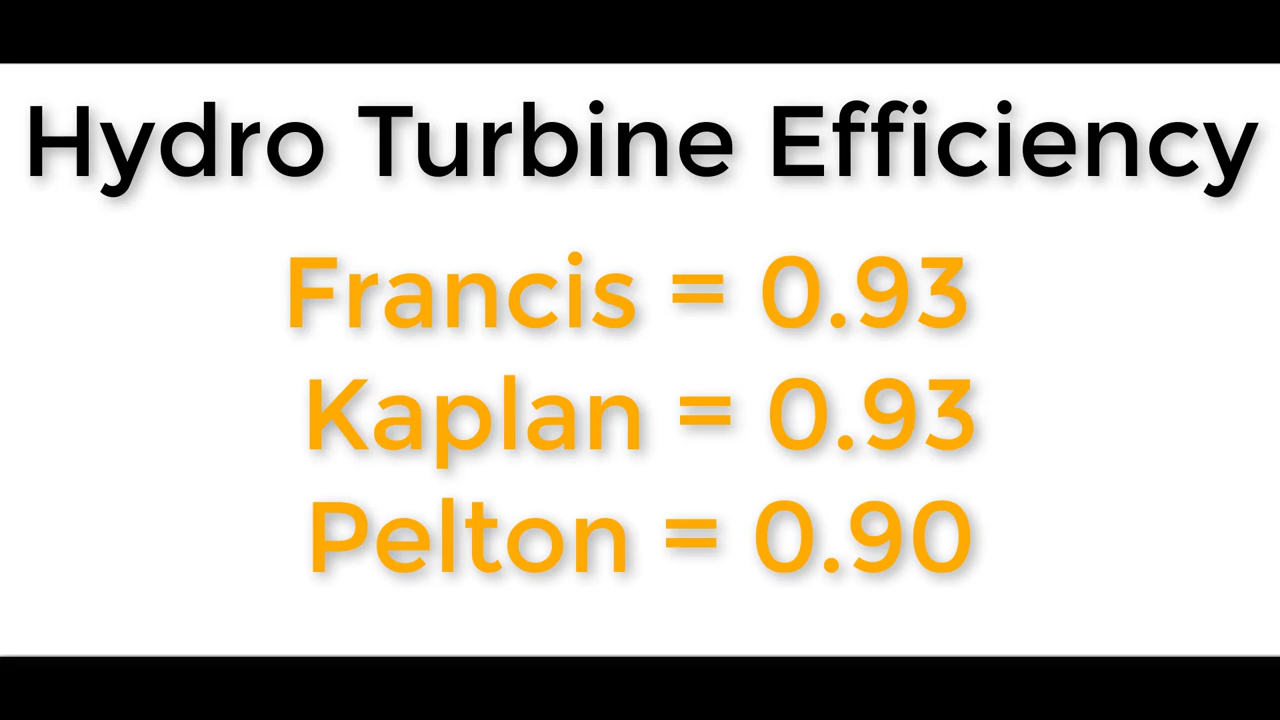 Hydro Turbine Efficiency
Francis = 0.93
Kaplan = 0.93
Pelton = 0.90